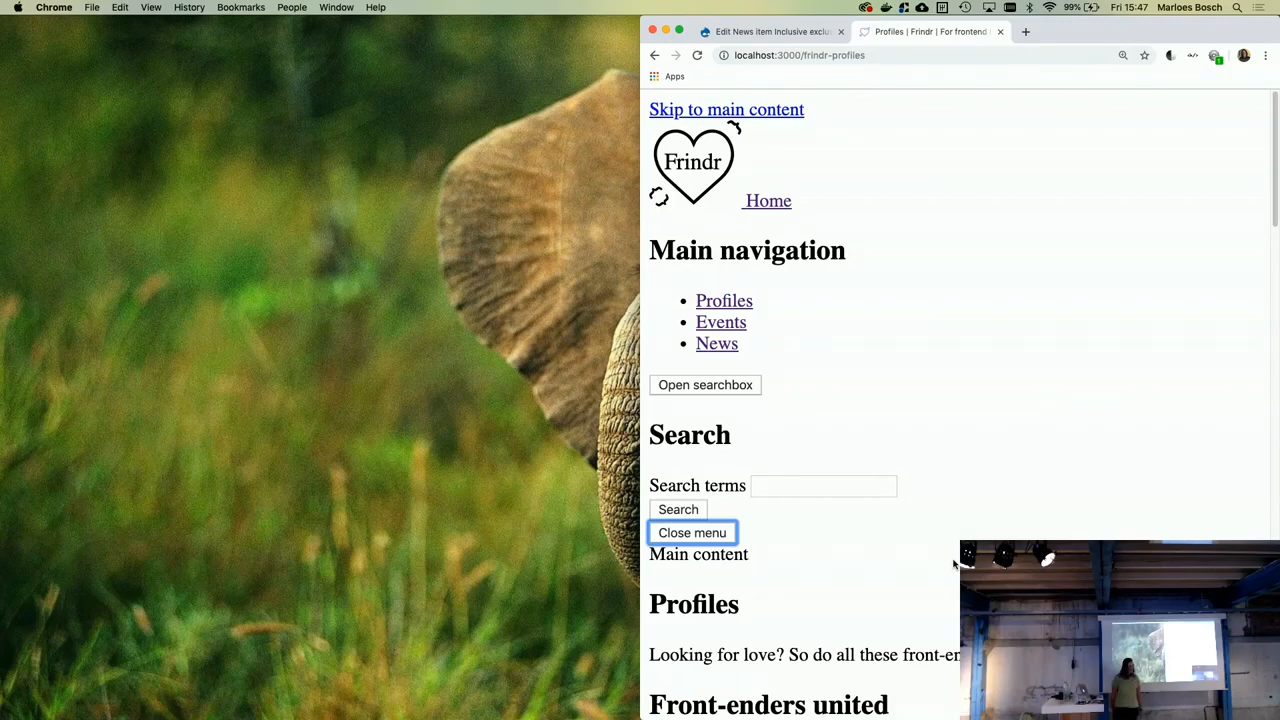 Chrome File Edit View History Bookmarks People Window Help 99% Fri 15:47 Marloes Bosch
Edit News item Inclusive exclu
Profiles | Frindr | For frontend
localhost:3000/frindr-profiles
Apps
Skip to main content
Frindr
Home
Main navigation
Profiles
Events
News
Open searchbox
Search
Search terms
Search
Close menu
Main content
Profiles
Looking for love? So do all these front-en
Front-enders united